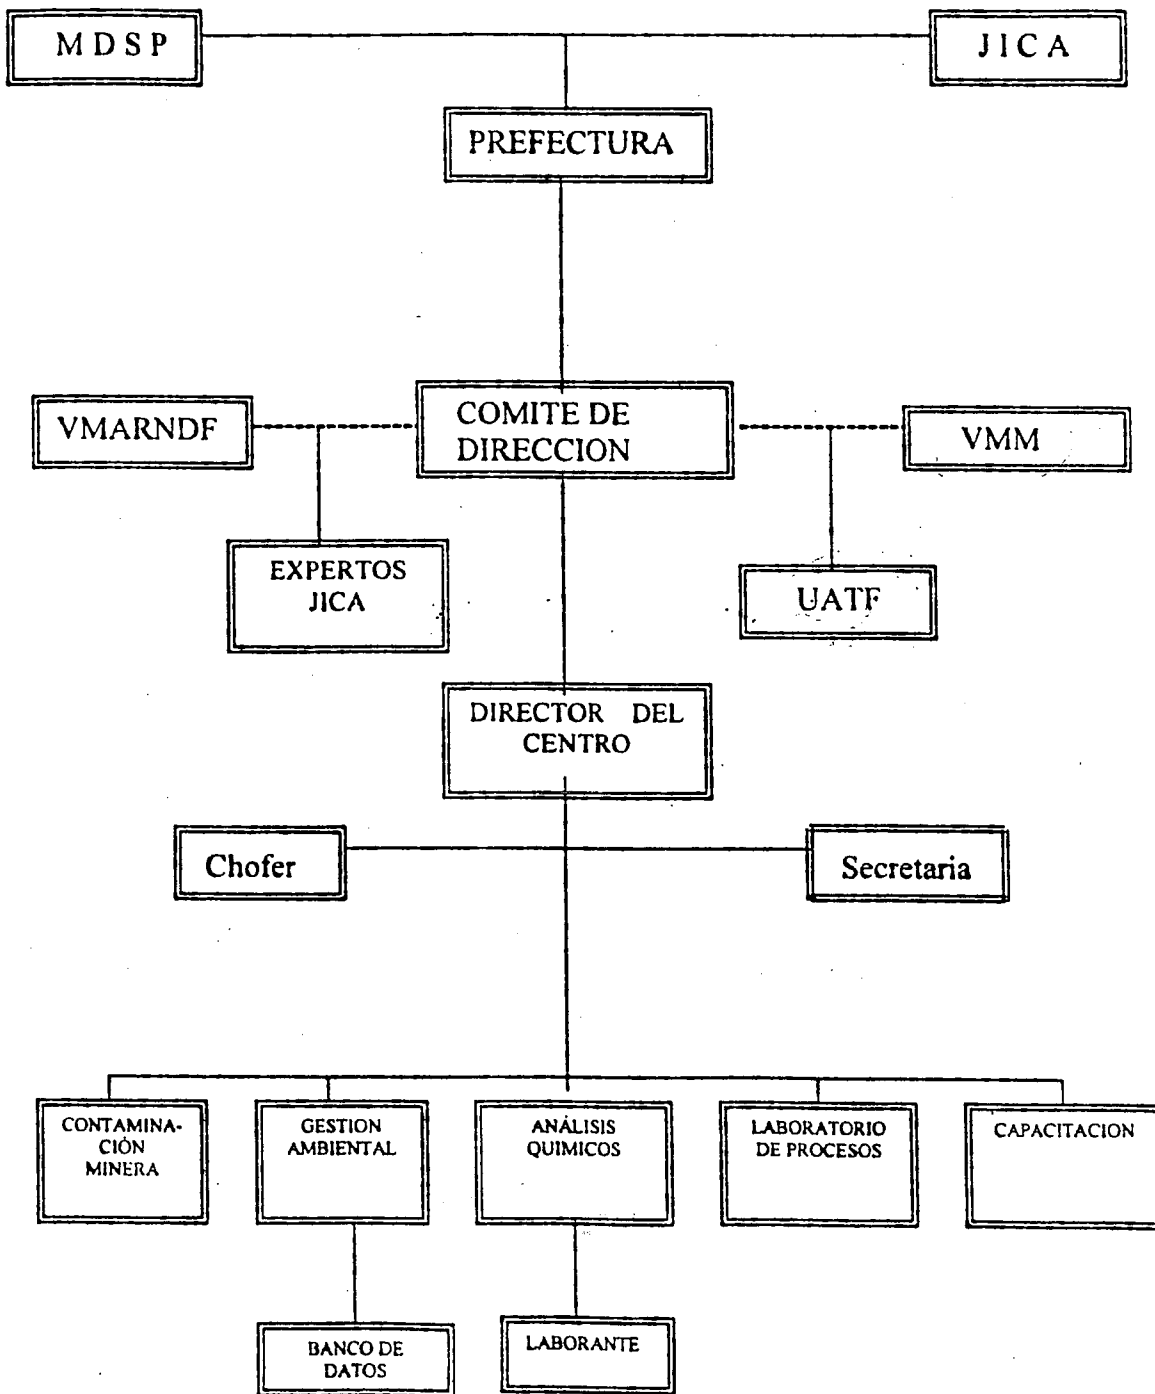 M D S P
J I C A
PREFECTURA
VMARNDF
COMITE DE
DIRECCION
VMM
EXPERTOS
JICA
UATF
DIRECTOR DEL
CENTRO
Chofer
Secretaria
CONTAMINA-
CIÓN
MINERA
GESTION
AMBIENTAL
ANÁLISIS
QUIMICOS
LABORATORIO
DE PROCESOS
CAPACITACION
BANCO DE
DATOS
LABORANTE